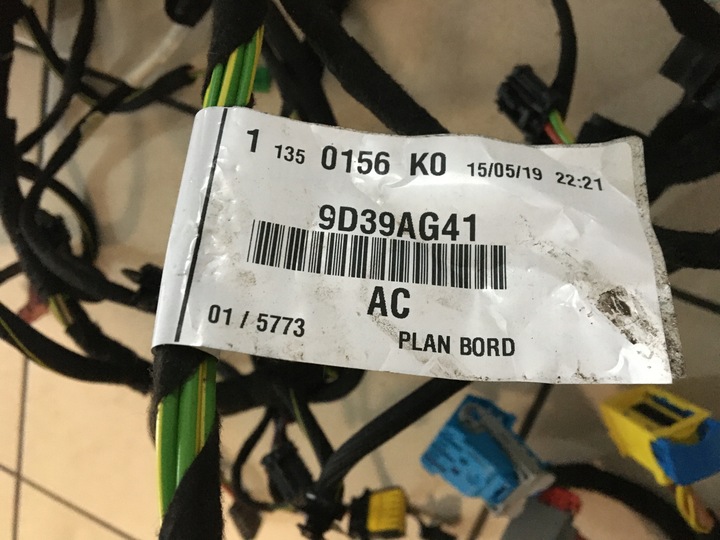 1 135 0156 K0 15/05/19 22:21
9D39AG41
AC
01 / 5773
PLAN BORD